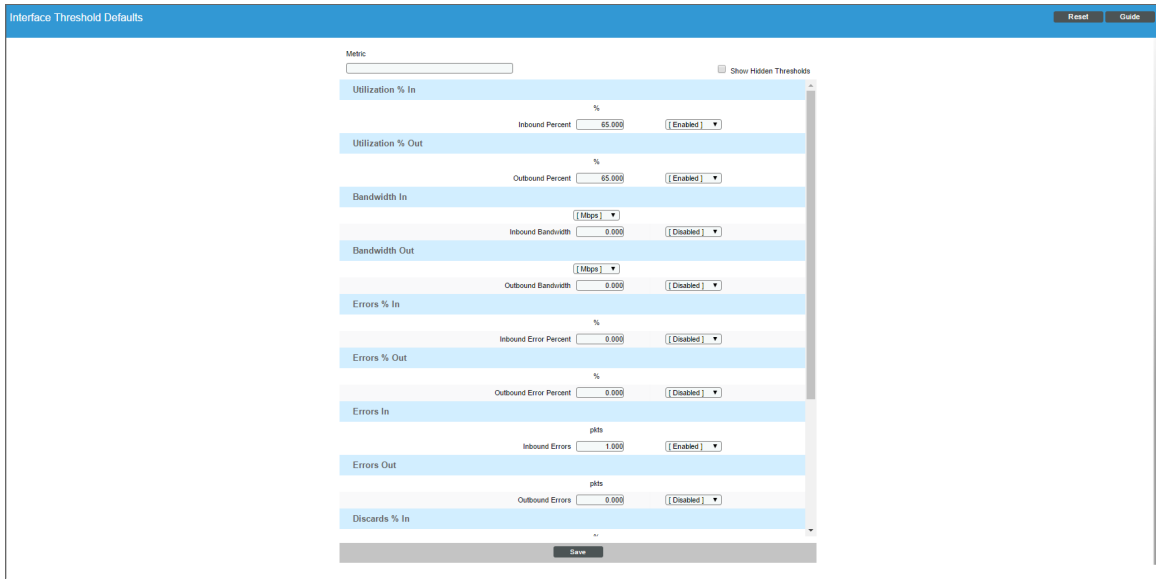 Interface Threshold Defaults
Reset Guide
Metric
Show Hidden Thresholds
Utilization % In
%
Inbound Percent 65.000 [ Enabled ]
Utilization % Out
%
Outbound Percent 65.000 [ Enabled ]
Bandwidth In
[ Mbps ]
Inbound Bandwidth 0.000 [ Disabled ]
Bandwidth Out
[ Mbps ]
Outbound Bandwidth 0.000 [ Disabled ]
Errors % In
%
Inbound Error Percent 0.000 [ Disabled ]
Errors % Out
%
Outbound Error Percent 0.000 [ Disabled ]
Errors In
pkts
Inbound Errors 1.000 [ Enabled ]
Errors Out
pkts
Outbound Errors 0.000 [ Disabled ]
Discards % In
Save